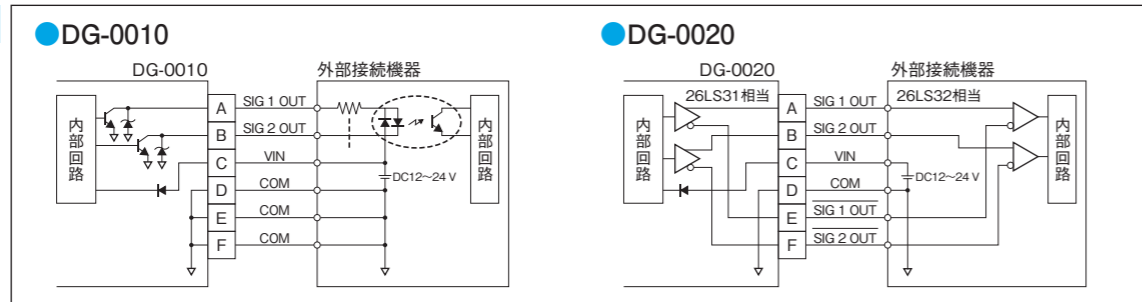 ●DG-0010
DG-0010
外部接続機器
内部回路
A SIG 1 OUT
B SIG 2 OUT
C VIN
D COM
E COM
F COM
DC12～24 V
内部回路
●DG-0020
DG-0020
外部接続機器
26LS31相当
26LS32相当
内部回路
A SIG 1 OUT
B SIG 2 OUT
C VIN
D COM
E SIG 1 OUT
F SIG 2 OUT
DC12～24 V
内部回路